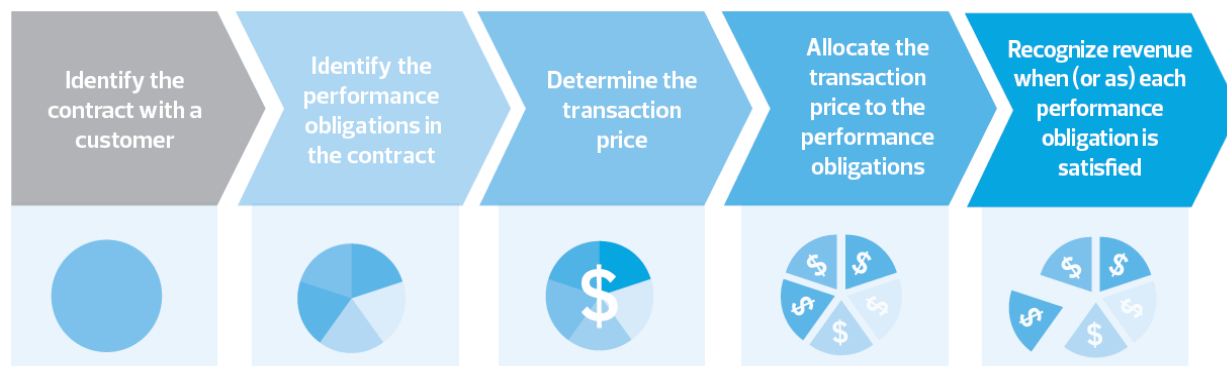 Identify the
contract with a
customer
Identify the
performance
obligations in
the contract
Determine the
transaction
price
Allocate the
transaction
price to the
performance
obligations
Recognize revenue
when (or as) each
performance
obligation is
satisfied
$
$
$
$
$
$
$
$
$
$
$